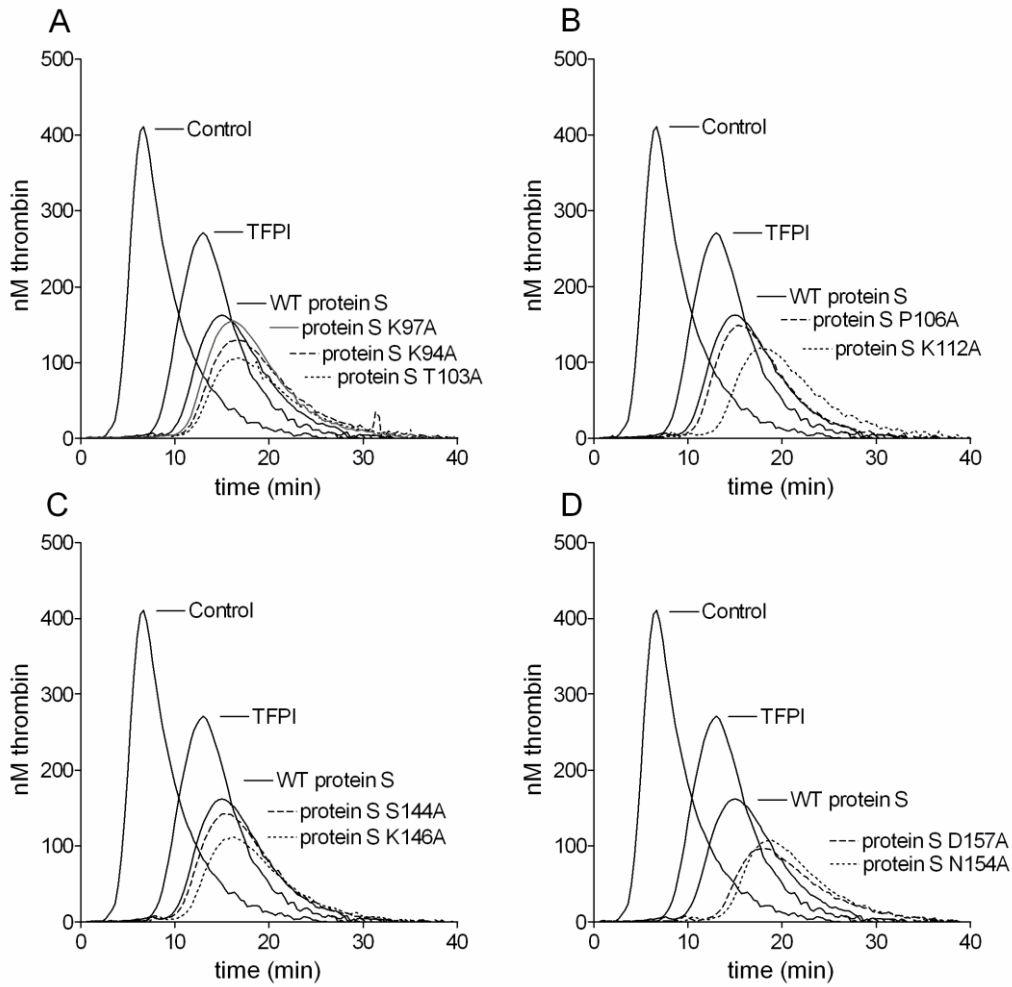 A
500
400
300
200
100
0
nM thrombin
Control
TFPI
WT protein S
protein S K97A
protein S K94A
protein S T103A
0 10 20 30 40
time (min)
B
500
400
300
200
100
0
nM thrombin
Control
TFPI
WT protein S
protein S P106A
protein S K112A
0 10 20 30 40
time (min)
C
500
400
300
200
100
0
nM thrombin
Control
TFPI
WT protein S
protein S S144A
protein S K146A
0 10 20 30 40
time (min)
D
500
400
300
200
100
0
nM thrombin
Control
TFPI
WT protein S
protein S D157A
protein S N154A
0 10 20 30 40
time (min)